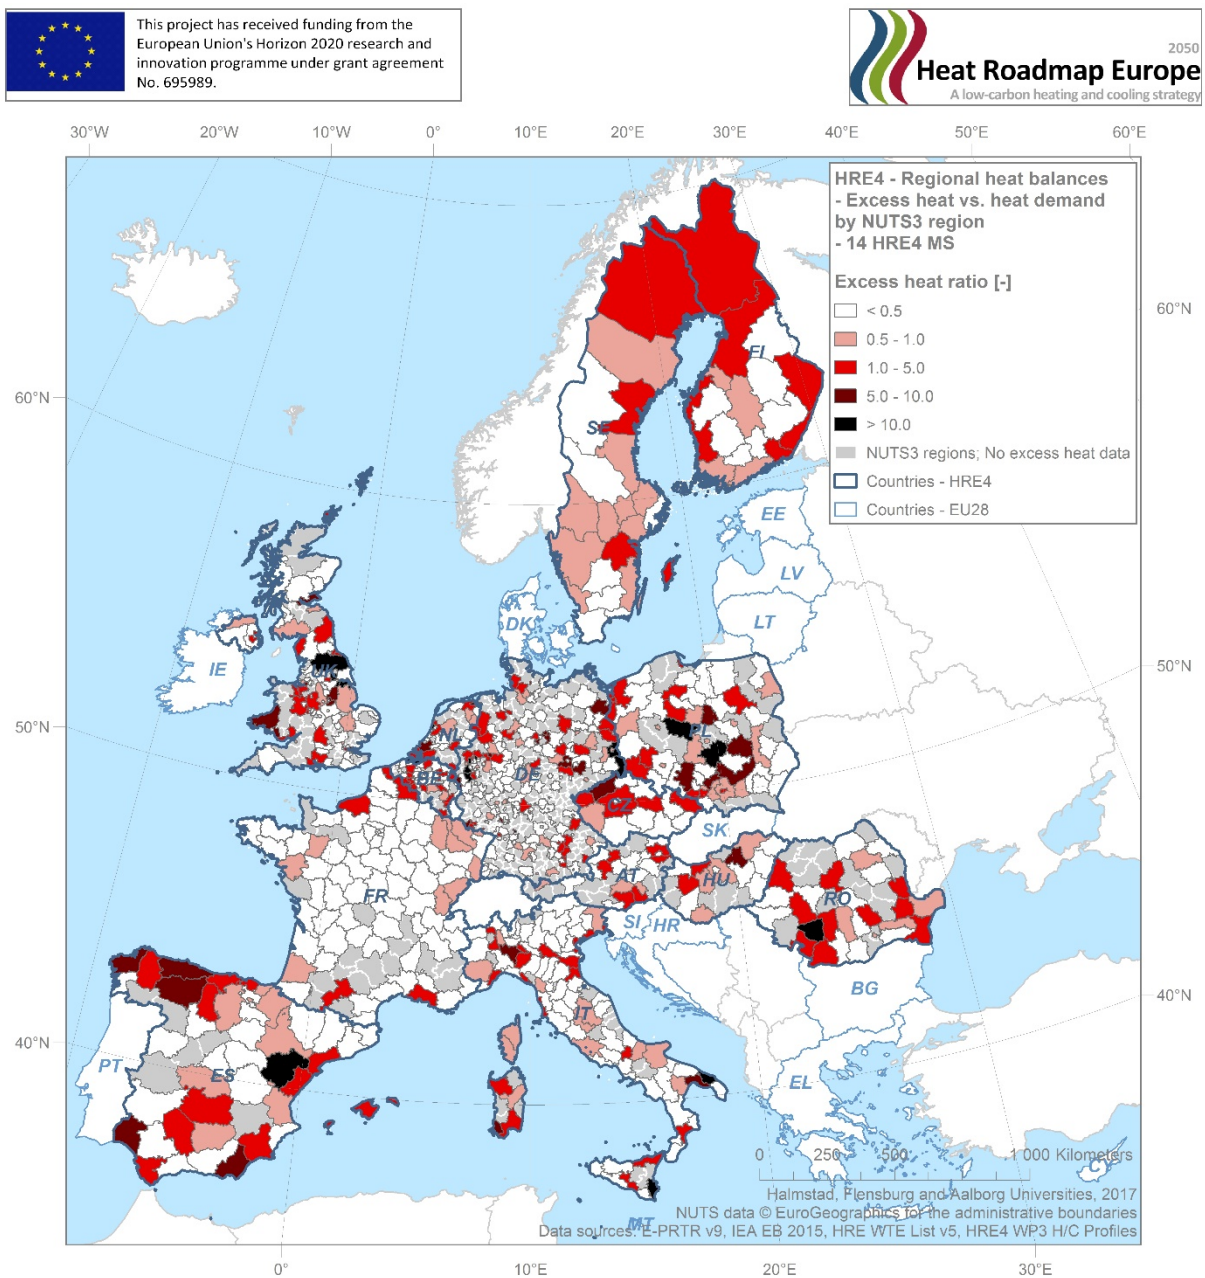 This project has received funding from the
European Union's Horizon 2020 research and
innovation programme under grant agreement
No. 695989.
2050
Heat Roadmap Europe
A low-carbon heating and cooling strategy
30°W
20°W
10°W
0°
10°E
20°E
30°E
40°E
50°E
60°E
HRE4 - Regional heat balances
- Excess heat vs. heat demand
by NUTS3 region
- 14 HRE4 MS
Excess heat ratio [-]
< 0.5
0.5 - 1.0
1.0 - 5.0
5.0 - 10.0
> 10.0
NUTS3 regions; No excess heat data
Countries - HRE4
Countries - EU28
60°N
60°N
50°N
50°N
40°N
40°N
FI
SE
EE
LV
LT
DK
IE
UK
NL
BE
DE
PL
CZ
SK
AT
HU
RO
FR
SI
HR
BG
IT
PT
ES
EL
MT
0
250
500
1 000 Kilometers
Halmstad, Flensburg and Aalborg Universities, 2017
NUTS data © EuroGeographics for the administrative boundaries
Data sources: E-PRTR v9, IEA EB 2015, HRE WTE List v5, HRE4 WP3 H/C Profiles
0°
10°E
20°E
30°E